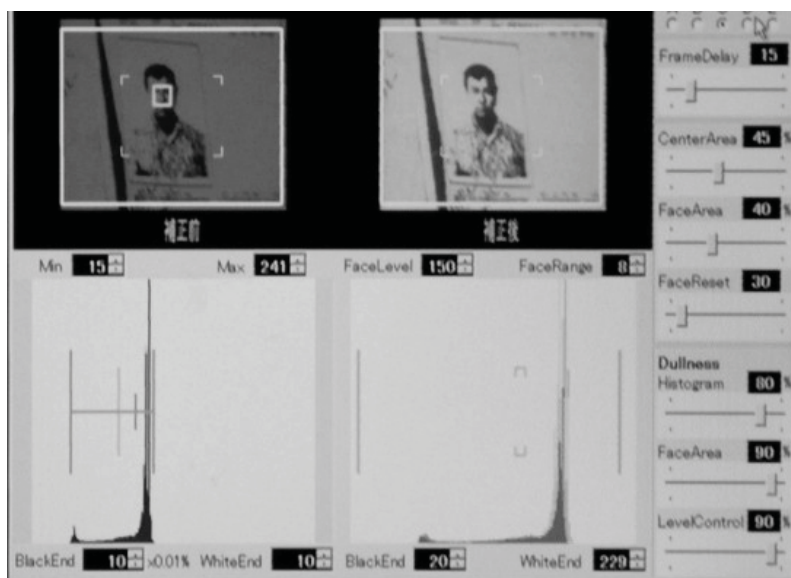 FrameDelay 15
CenterArea 45 %
FaceArea 40 %
FaceReset 30
Dullness
Histogram 80 %
FaceArea 90 %
LevelControl 90 %
補正前 補正後
Min 15 Max 241 FaceLevel 150 FaceRange 8
BlackEnd 10 x0.01% WhiteEnd 10 BlackEnd 20 WhiteEnd 229